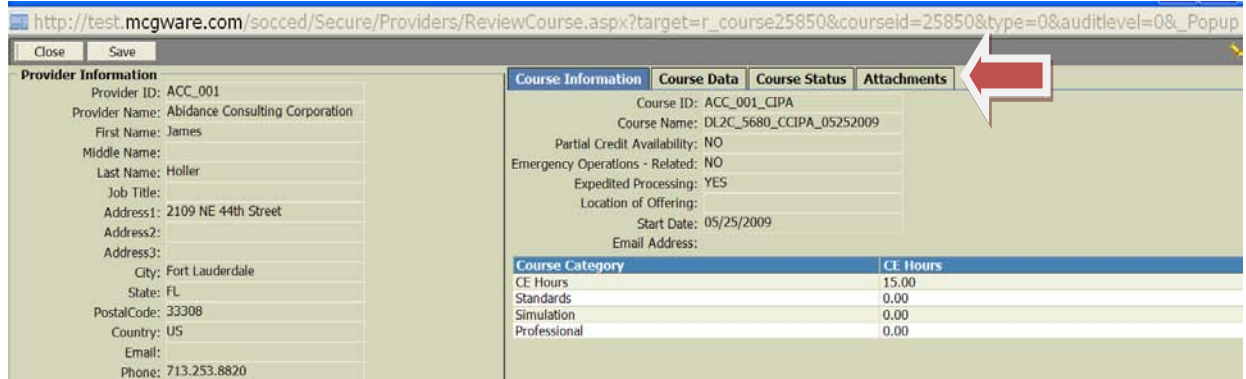 http://test.mcgware.com/socced/Secure/Providers/ReviewCourse.aspx?target=r_course25850&courseid=25850&type=0&auditlevel=0&_Popup
Close Save
Provider Information
Provider ID: ACC_001
Provider Name: Abidance Consulting Corporation
First Name: James
Middle Name:
Last Name: Holler
Job Title:
Address1: 2109 NE 44th Street
Address2:
Address3:
City: Fort Lauderdale
State: FL
PostalCode: 33308
Country: US
Email:
Phone: 713.253.8820
Course Information Course Data Course Status Attachments
Course ID: ACC_001_CIPA
Course Name: DL2C_5680_CCIPA_05252009
Partial Credit Availability: NO
Emergency Operations - Related: NO
Expedited Processing: YES
Location of Offering:
Start Date: 05/25/2009
Email Address:
Course Category CE Hours
CE Hours 15.00
Standards 0.00
Simulation 0.00
Professional 0.00